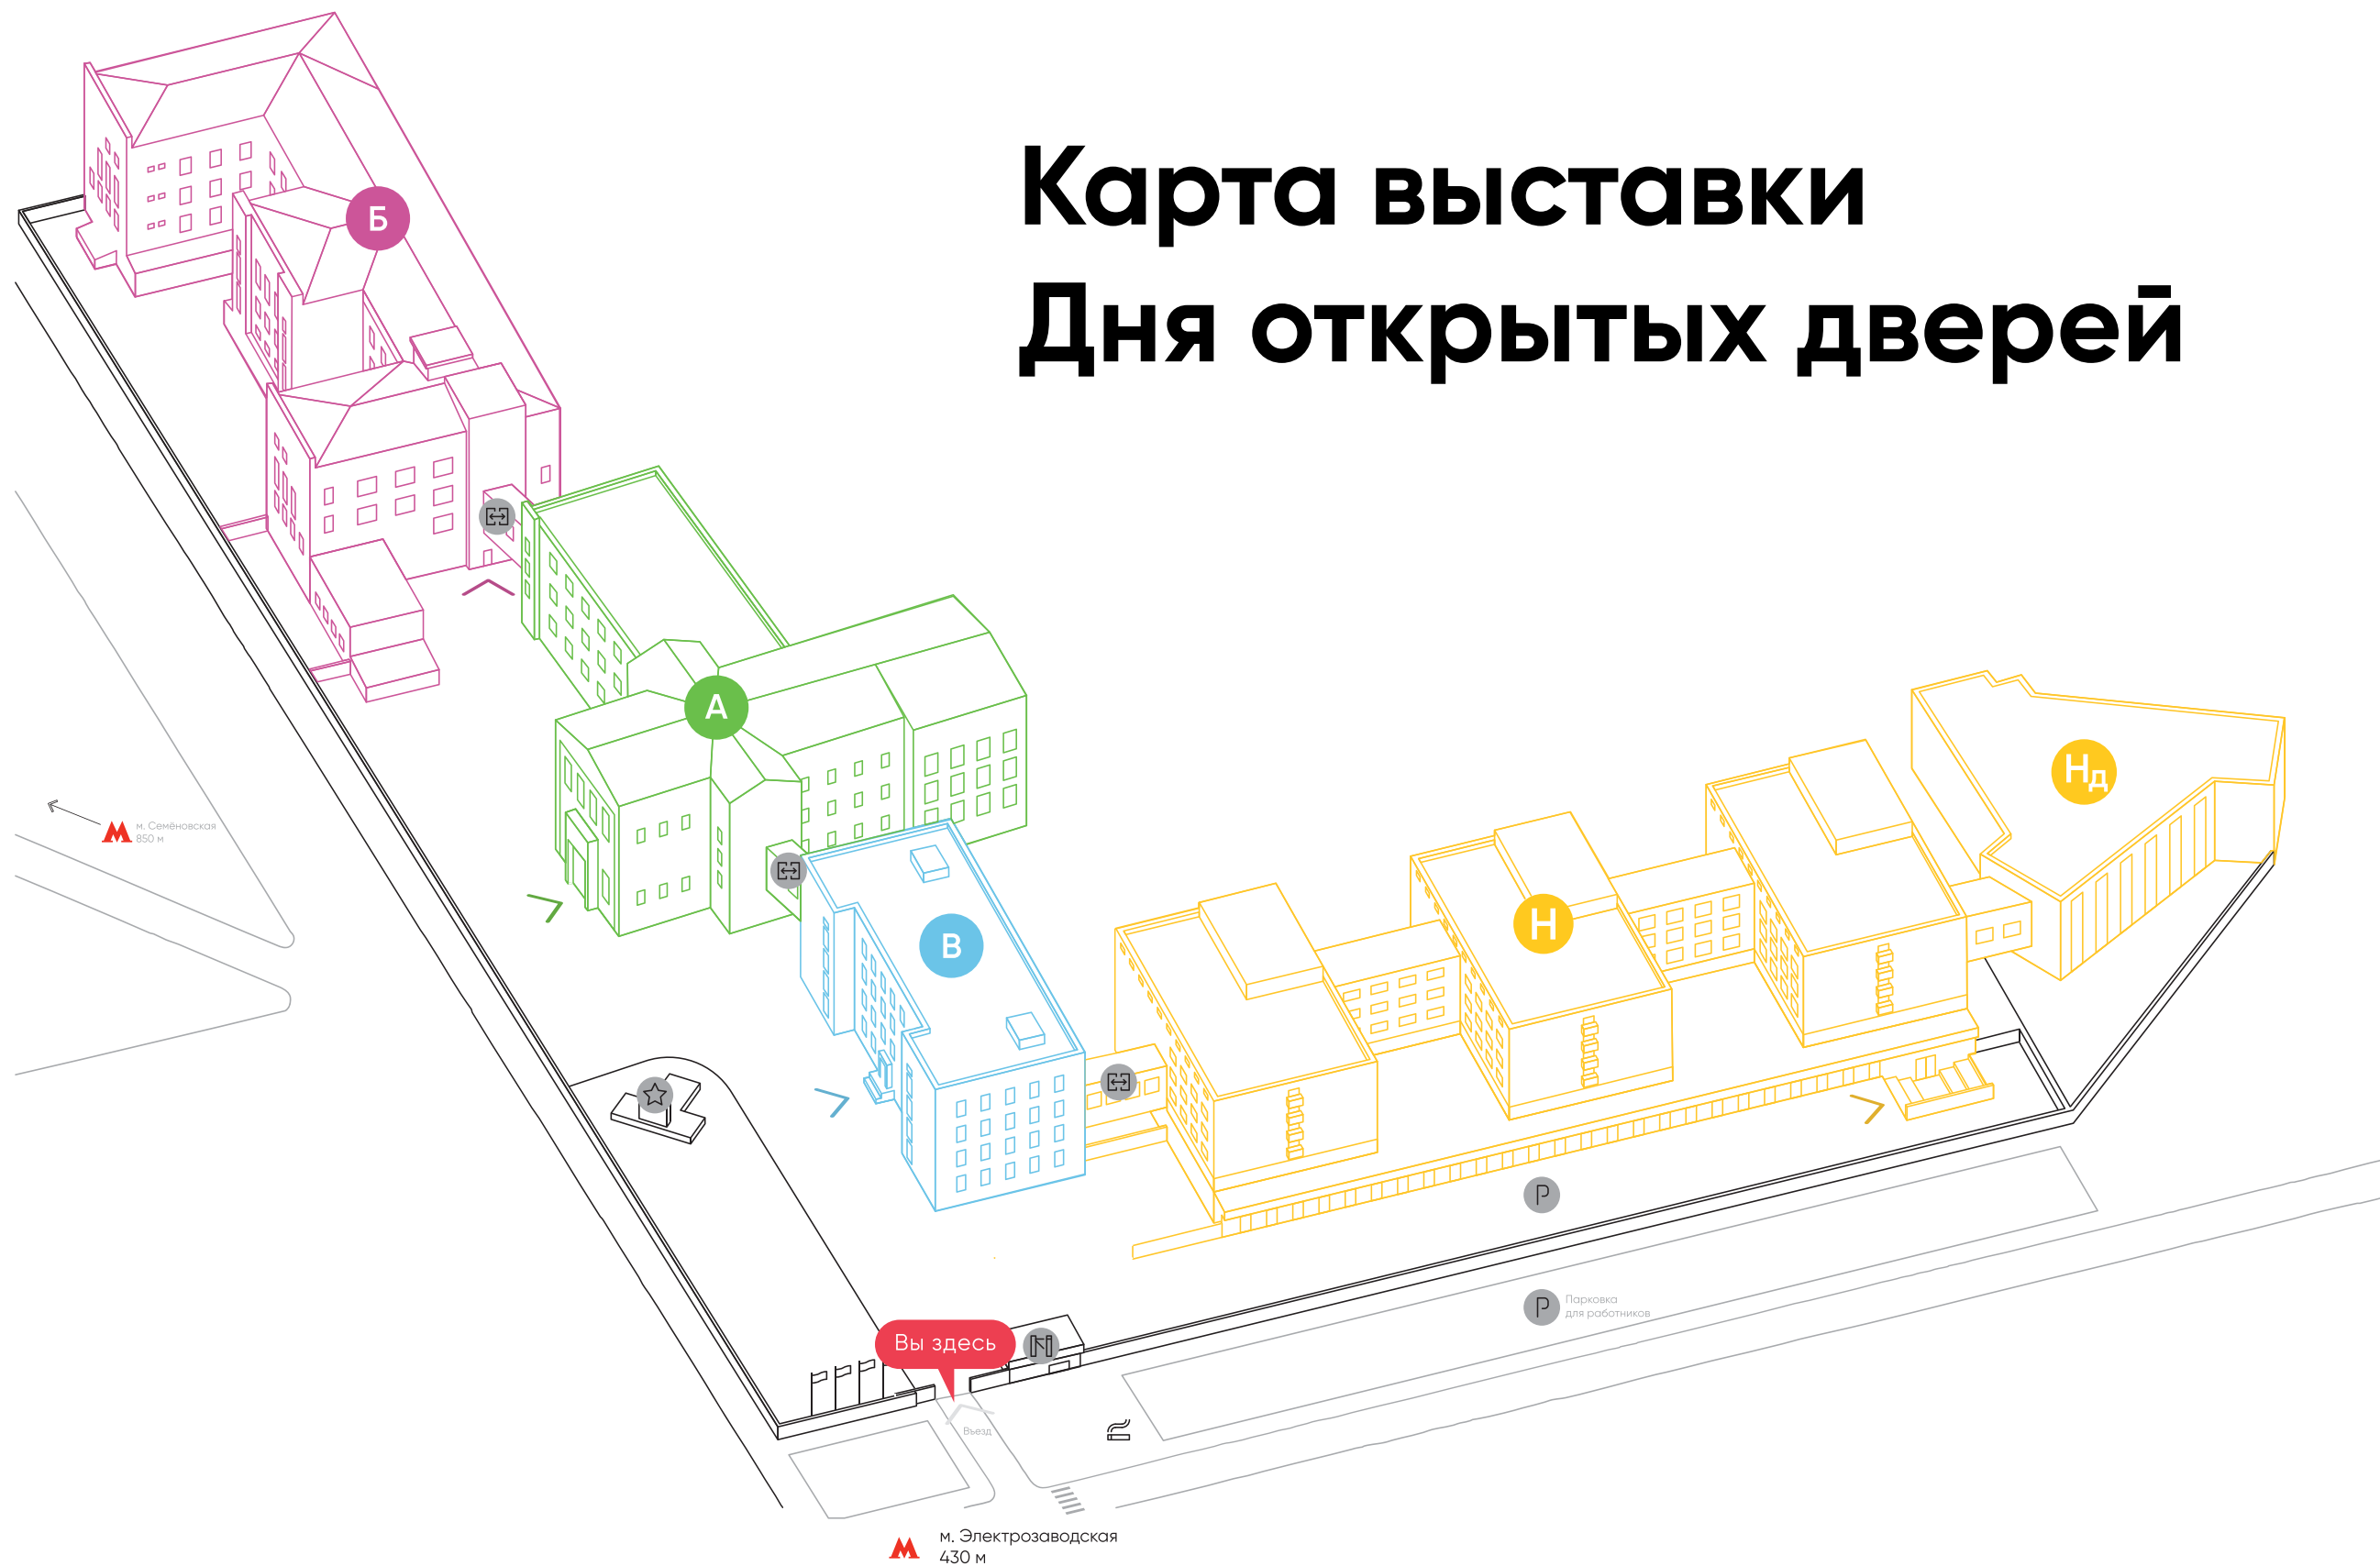 Карта выставки
Дня открытых дверей
Б
А
В
Н
Нд
м. Семёновская
850 м
Р
Р
Парковка
для работников
Вы здесь
Въезд
м. Электрозаводская
430 м